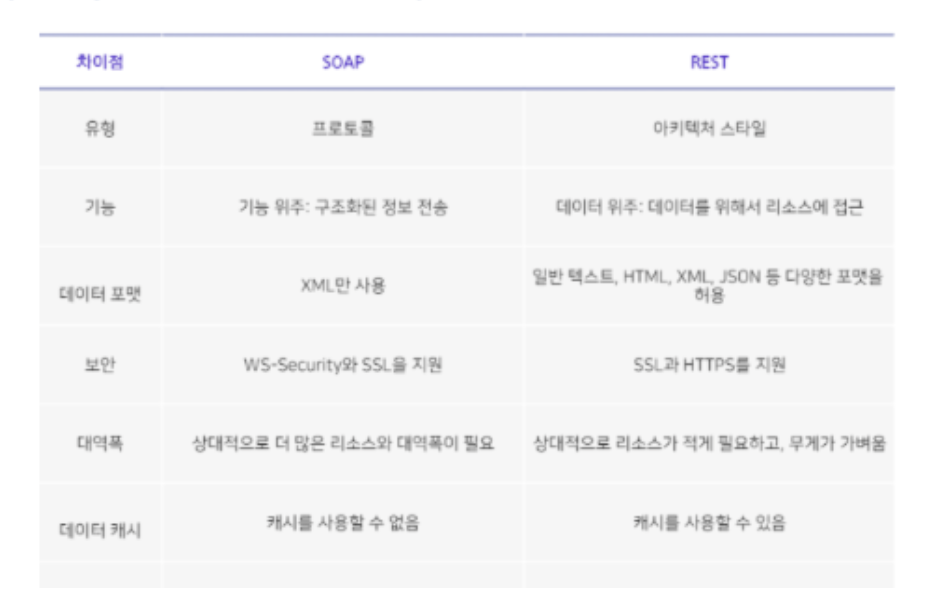 차이점 SOAP REST
유형 프로토콜 아키텍처 스타일
기능 기능 위주: 구조화된 정보 전송 데이터 위주: 데이터를 위해서 리소스에 접근
데이터 포맷 XML만 사용 일반 텍스트, HTML, XML, JSON 등 다양한 포맷을
허용
보안 WS-Security와 SSL을 지원 SSL과 HTTPS를 지원
대역폭 상대적으로 더 많은 리소스와 대역폭이 필요 상대적으로 리소스가 적게 필요하고, 무게가 가벼움
데이터 캐시 캐시를 사용할 수 없음 캐시를 사용할 수 있음